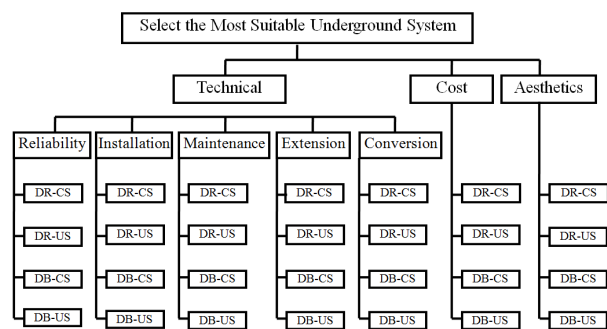 Select the Most Suitable Underground System
Technical
Cost
Aesthetics
Reliability
Installation
Maintenance
Extension
Conversion
DR-CS
DR-CS
DR-CS
DR-CS
DR-CS
DR-CS
DR-CS
DR-US
DR-US
DR-US
DR-US
DR-US
DR-US
DR-US
DB-CS
DB-CS
DB-CS
DB-CS
DB-CS
DB-CS
DB-CS
DB-US
DB-US
DB-US
DB-US
DB-US
DB-US
DB-US